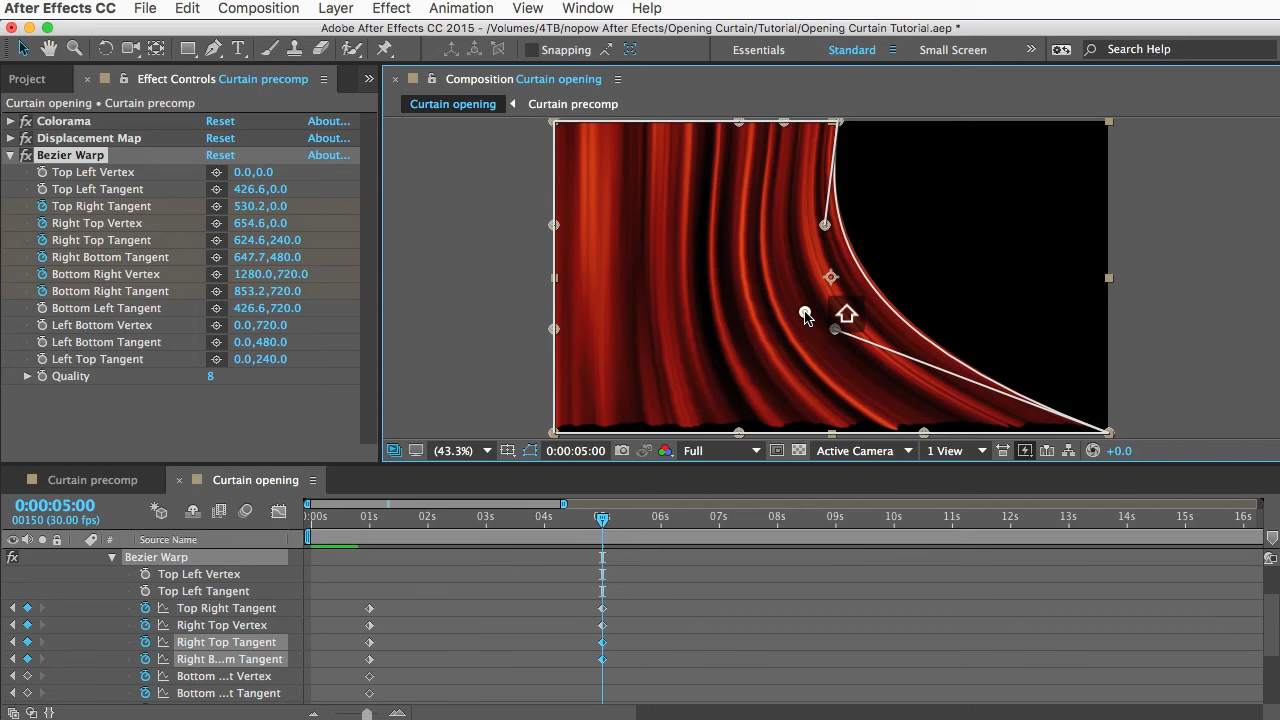 After Effects CC File Edit Composition Layer Effect Animation View Window Help
Adobe After Effects CC 2015 - /Volumes/4TB/nopow After Efects/Opening Curtain/Tutorial/Opening Curtain Tutorial.aep *
Snapping Essentials Standard Small Screen Search Help
Project Effect Controls Curtain precomp Composition Curtain opening
Curtain opening • Curtain precomp
Curtain opening Curtain precomp
Colorama Reset About...
Displacement Map Reset About...
Bezier Warp Reset About...
Top Left Vertex 0.0,0.0
Top Left Tangent 426.6,0.0
Top Right Tangent 530.2,0.0
Right Top Vertex 654.6,0.0
Right Top Tangent 624.6,240.0
Right Bottom Tangent 647.7,480.0
Bottom Right Vertex 1280.0,720.0
Bottom Right Tangent 853.2,720.0
Bottom Left Tangent 426.6,720.0
Left Bottom Vertex 0.0,720.0
Left Bottom Tangent 0.0,480.0
Left Top Tangent 0.0,240.0
Quality 8
(43.3%) 0:00:05:00 Full Active Camera 1 View +0.0
Curtain precomp Curtain opening
0:00:05:00
00150 (30.00 fps)
:00s 01s 02s 03s 04s 06s 07s 08s 09s 10s 11s 12s 13s 14s 15s 16s
# Source Name
fx Bezier Warp
Top Left Vertex
Top Left Tangent
Top Right Tangent
Right Top Vertex
Right Top Tangent
Right B...m Tangent
Bottom ...t Vertex
Bottom ...t Tangent